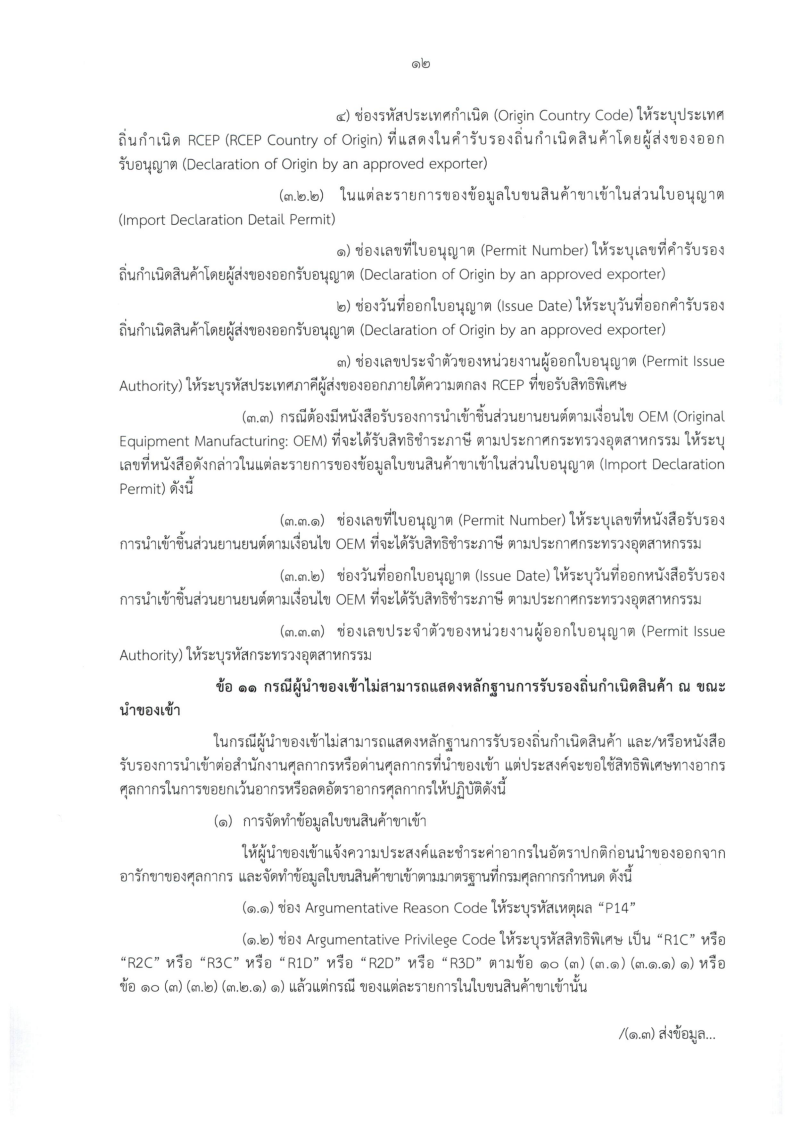 ๑๒
๔) ช่องรหัสประเทศกำเนิด (Origin Country Code) ให้ระบุประเทศ
ถิ่นกำเนิด RCEP (RCEP Country of Origin) ที่แสดงในคำรับรองถิ่นกำเนิดสินค้าโดยผู้ส่งของออก
รับอนุญาต (Declaration of Origin by an approved exporter)
(๓.๒.๒) ในแต่ละรายการของข้อมูลใบขนสินค้าขาเข้าในส่วนใบอนุญาต
(Import Declaration Detail Permit)
๑) ช่องเลขที่ใบอนุญาต (Permit Number) ให้ระบุเลขที่คำรับรอง
ถิ่นกำเนิดสินค้าโดยผู้ส่งของออกรับอนุญาต (Declaration of Origin by an approved exporter)
๒) ช่องวันที่ออกใบอนุญาต (Issue Date) ให้ระบุวันที่ออกคำรับรอง
ถิ่นกำเนิดสินค้าโดยผู้ส่งของออกรับอนุญาต (Declaration of Origin by an approved exporter)
๓) ช่องเลขประจำตัวของหน่วยงานผู้ออกใบอนุญาต (Permit Issue
Authority) ให้ระบุรหัสประเทศภาคีผู้ส่งของออกภายใต้ความตกลง RCEP ที่ขอรับสิทธิพิเศษ
(๓.๓) กรณีต้องมีหนังสือรับรองการนำเข้าชิ้นส่วนยานยนต์ตามเงื่อนไข OEM (Original
Equipment Manufacturing: OEM) ที่จะได้รับสิทธิชำระภาษี ตามประกาศกระทรวงอุตสาหกรรม ให้ระบุ
เลขที่หนังสือดังกล่าวในแต่ละรายการของข้อมูลใบขนสินค้าขาเข้าในส่วนใบอนุญาต (Import Declaration
Permit) ดังนี้
(๓.๓.๑) ช่องเลขที่ใบอนุญาต (Permit Number) ให้ระบุเลขที่หนังสือรับรอง
การนำเข้าชิ้นส่วนยานยนต์ตามเงื่อนไข OEM ที่จะได้รับสิทธิชำระภาษี ตามประกาศกระทรวงอุตสาหกรรม
(๓.๓.๒) ช่องวันที่ออกใบอนุญาต (Issue Date) ให้ระบุวันที่ออกหนังสือรับรอง
การนำเข้าชิ้นส่วนยานยนต์ตามเงื่อนไข OEM ที่จะได้รับสิทธิชำระภาษี ตามประกาศกระทรวงอุตสาหกรรม
(๓.๓.๓) ช่องเลขประจำตัวของหน่วยงานผู้ออกใบอนุญาต (Permit Issue
Authority) ให้ระบุรหัสกระทรวงอุตสาหกรรม
ข้อ ๑๑ กรณีผู้นำของเข้าไม่สามารถแสดงหลักฐานการรับรองถิ่นกำเนิดสินค้า ณ ขณะ
นำของเข้า
ในกรณีผู้นำของเข้าไม่สามารถแสดงหลักฐานการรับรองถิ่นกำเนิดสินค้า และ/หรือหนังสือ
รับรองการนำเข้าต่อสำนักงานศุลกากรหรือด่านศุลกากรที่นำของเข้า แต่ประสงค์จะขอใช้สิทธิพิเศษทางอากร
ศุลกากรในการขอยกเว้นอากรหรือลดอัตราอากรศุลกากรให้ปฏิบัติดังนี้
(๑) การจัดทำข้อมูลใบขนสินค้าขาเข้า
ให้ผู้นำของเข้าแจ้งความประสงค์และชำระค่าอากรในอัตราปกติก่อนนำของออกจาก
อารักขาของศุลกากร และจัดทำข้อมูลใบขนสินค้าขาเข้าตามมาตรฐานที่กรมศุลกากรกำหนด ดังนี้
(๑.๑) ช่อง Argumentative Reason Code ให้ระบุรหัสเหตุผล “P14”
(๑.๒) ช่อง Argumentative Privilege Code ให้ระบุรหัสสิทธิพิเศษ เป็น “R1C” หรือ
“R2C” หรือ “R3C” หรือ “R1D” หรือ “R2D” หรือ “R3D” ตามข้อ ๑๐ (๓) (๓.๑) (๓.๑.๑) ๑) หรือ
ข้อ ๑๐ (๓) (๓.๒) (๓.๒.๑) ๑) แล้วแต่กรณี ของแต่ละรายการในใบขนสินค้าขาเข้านั้น
/(๑.๓) ส่งข้อมูล...